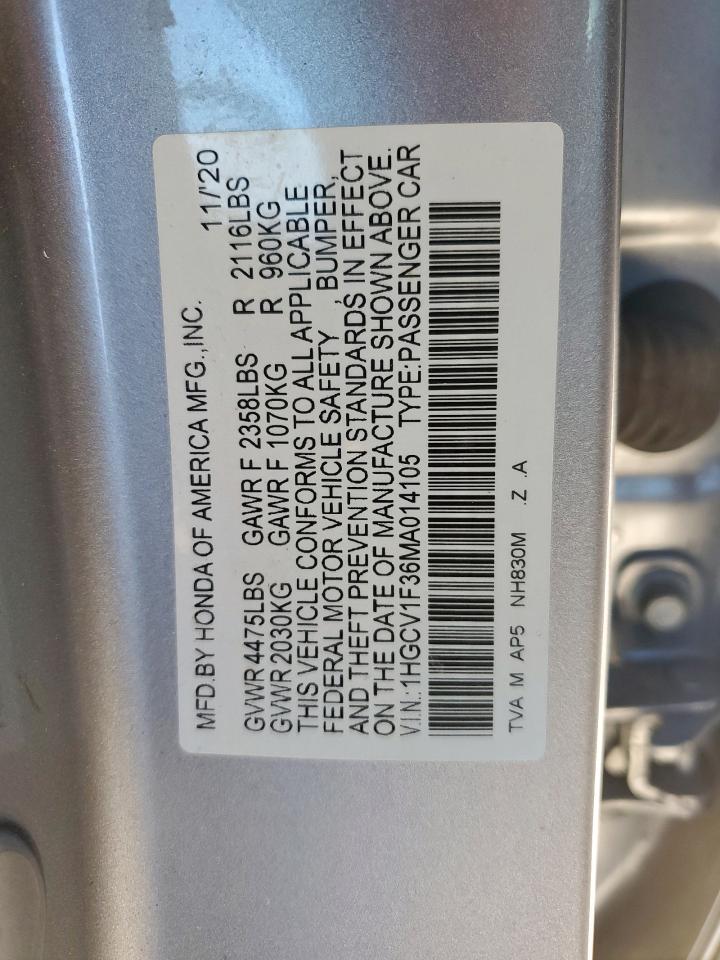 MFD.BY HONDA OF AMERICA MFG.,INC. 11/'20
GVWR 4475LBS GAWR F 2358LBS R 2116LBS
GVWR 2030KG GAWR F 1070KG R 960KG
THIS VEHICLE CONFORMS TO ALL APPLICABLE
FEDERAL MOTOR VEHICLE SAFETY , BUMPER,
AND THEFT PREVENTION STANDARDS IN EFFECT
ON THE DATE OF MANUFACTURE SHOWN ABOVE.
V.I.N.:1HGCV1F36MA014105 TYPE:PASSENGER CAR
TVA M AP5 NH830M .Z .A